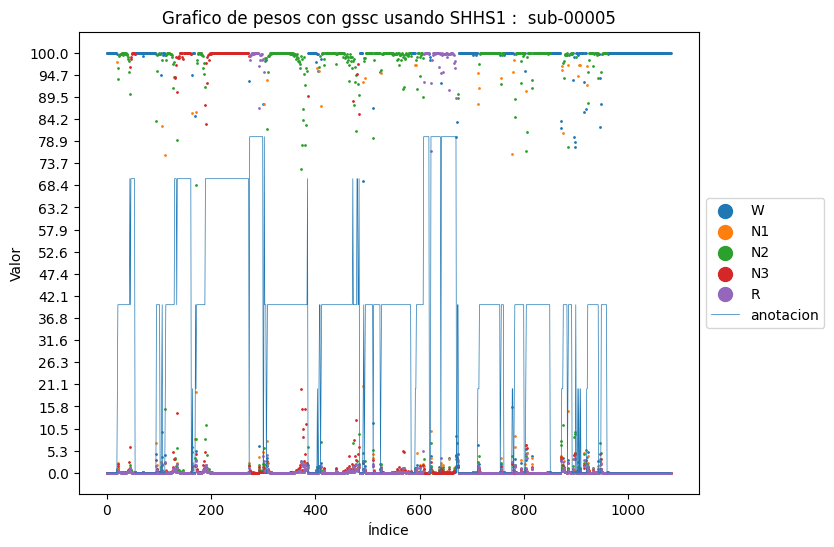 Grafico de pesos con gssc usando SHHS1 :  sub-00005
Valor
100.0
94.7
89.5
84.2
78.9
73.7
68.4
63.2
57.9
52.6
47.4
42.1
36.8
31.6
26.3
21.1
15.8
10.5
5.3
0.0
0
200
400
600
800
1000
Índice
W
N1
N2
N3
R
anotacion